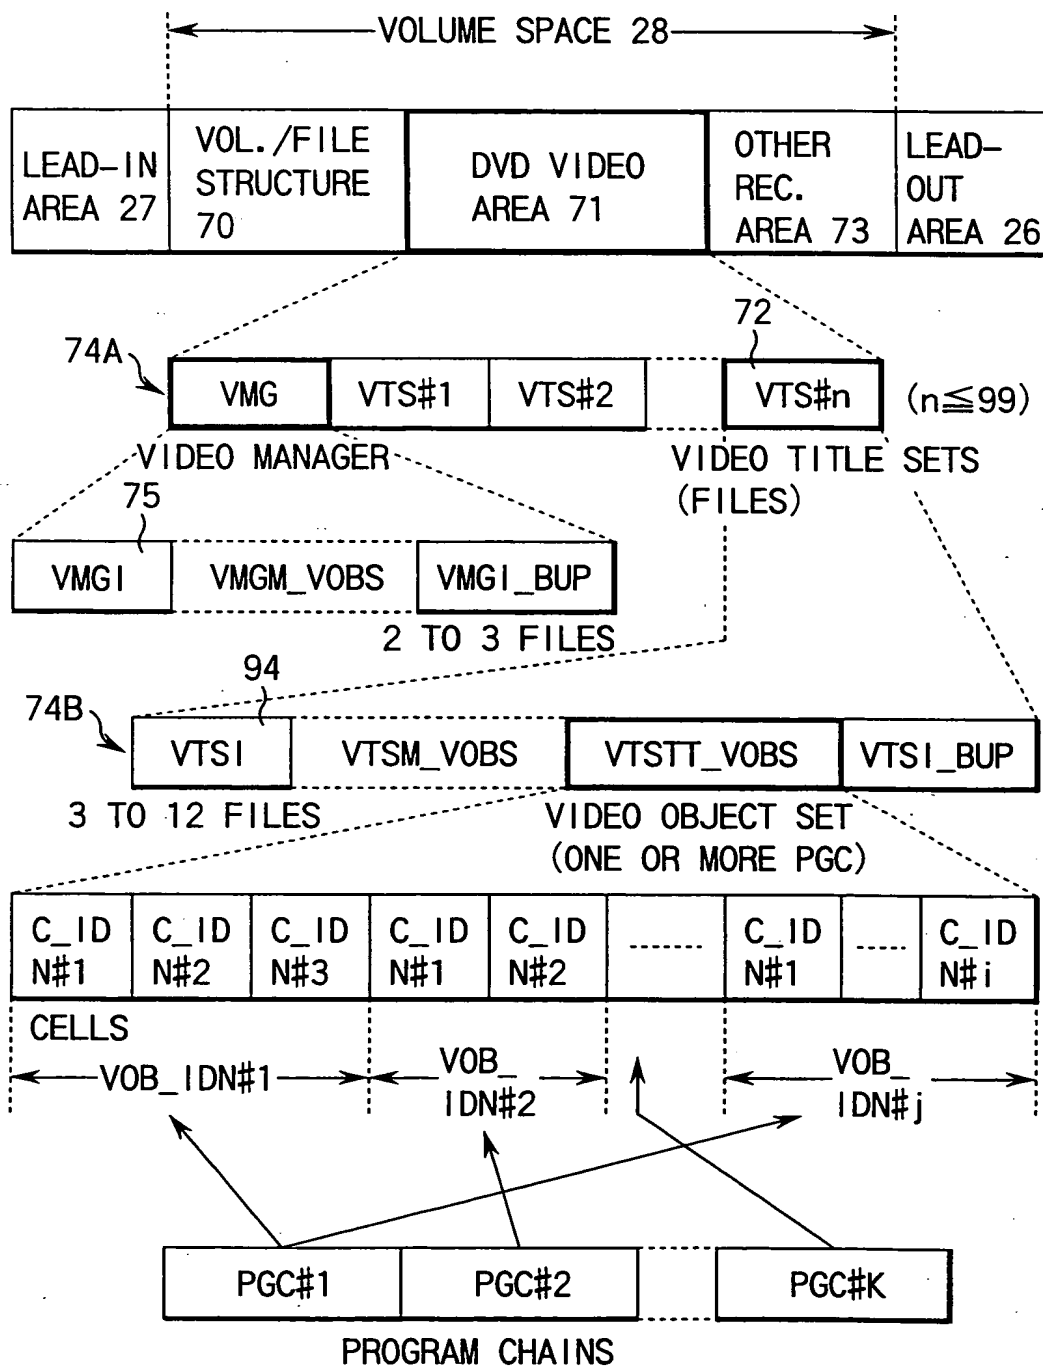 VOLUME SPACE 28
LEAD-IN
AREA 27
VOL./FILE
STRUCTURE
70
DVD VIDEO
AREA 71
OTHER
REC.
AREA 73
LEAD-
OUT
AREA 26
72
74A
VMG
VTS#1
VTS#2
VTS#n
(n≦99)
VIDEO MANAGER
VIDEO TITLE SETS
(FILES)
75
VMGI
VMGM_VOBS
VMGI_BUP
2 TO 3 FILES
94
74B
VTSI
VTSM_VOBS
VTSTT_VOBS
VTSI_BUP
3 TO 12 FILES
VIDEO OBJECT SET
(ONE OR MORE PGC)
C_ID
N#1
C_ID
N#2
C_ID
N#3
C_ID
N#1
C_ID
N#2
C_ID
N#1
C_ID
N#i
CELLS
VOB_IDN#1
VOB_
IDN#2
VOB_
IDN#j
PGC#1
PGC#2
PGC#K
PROGRAM CHAINS